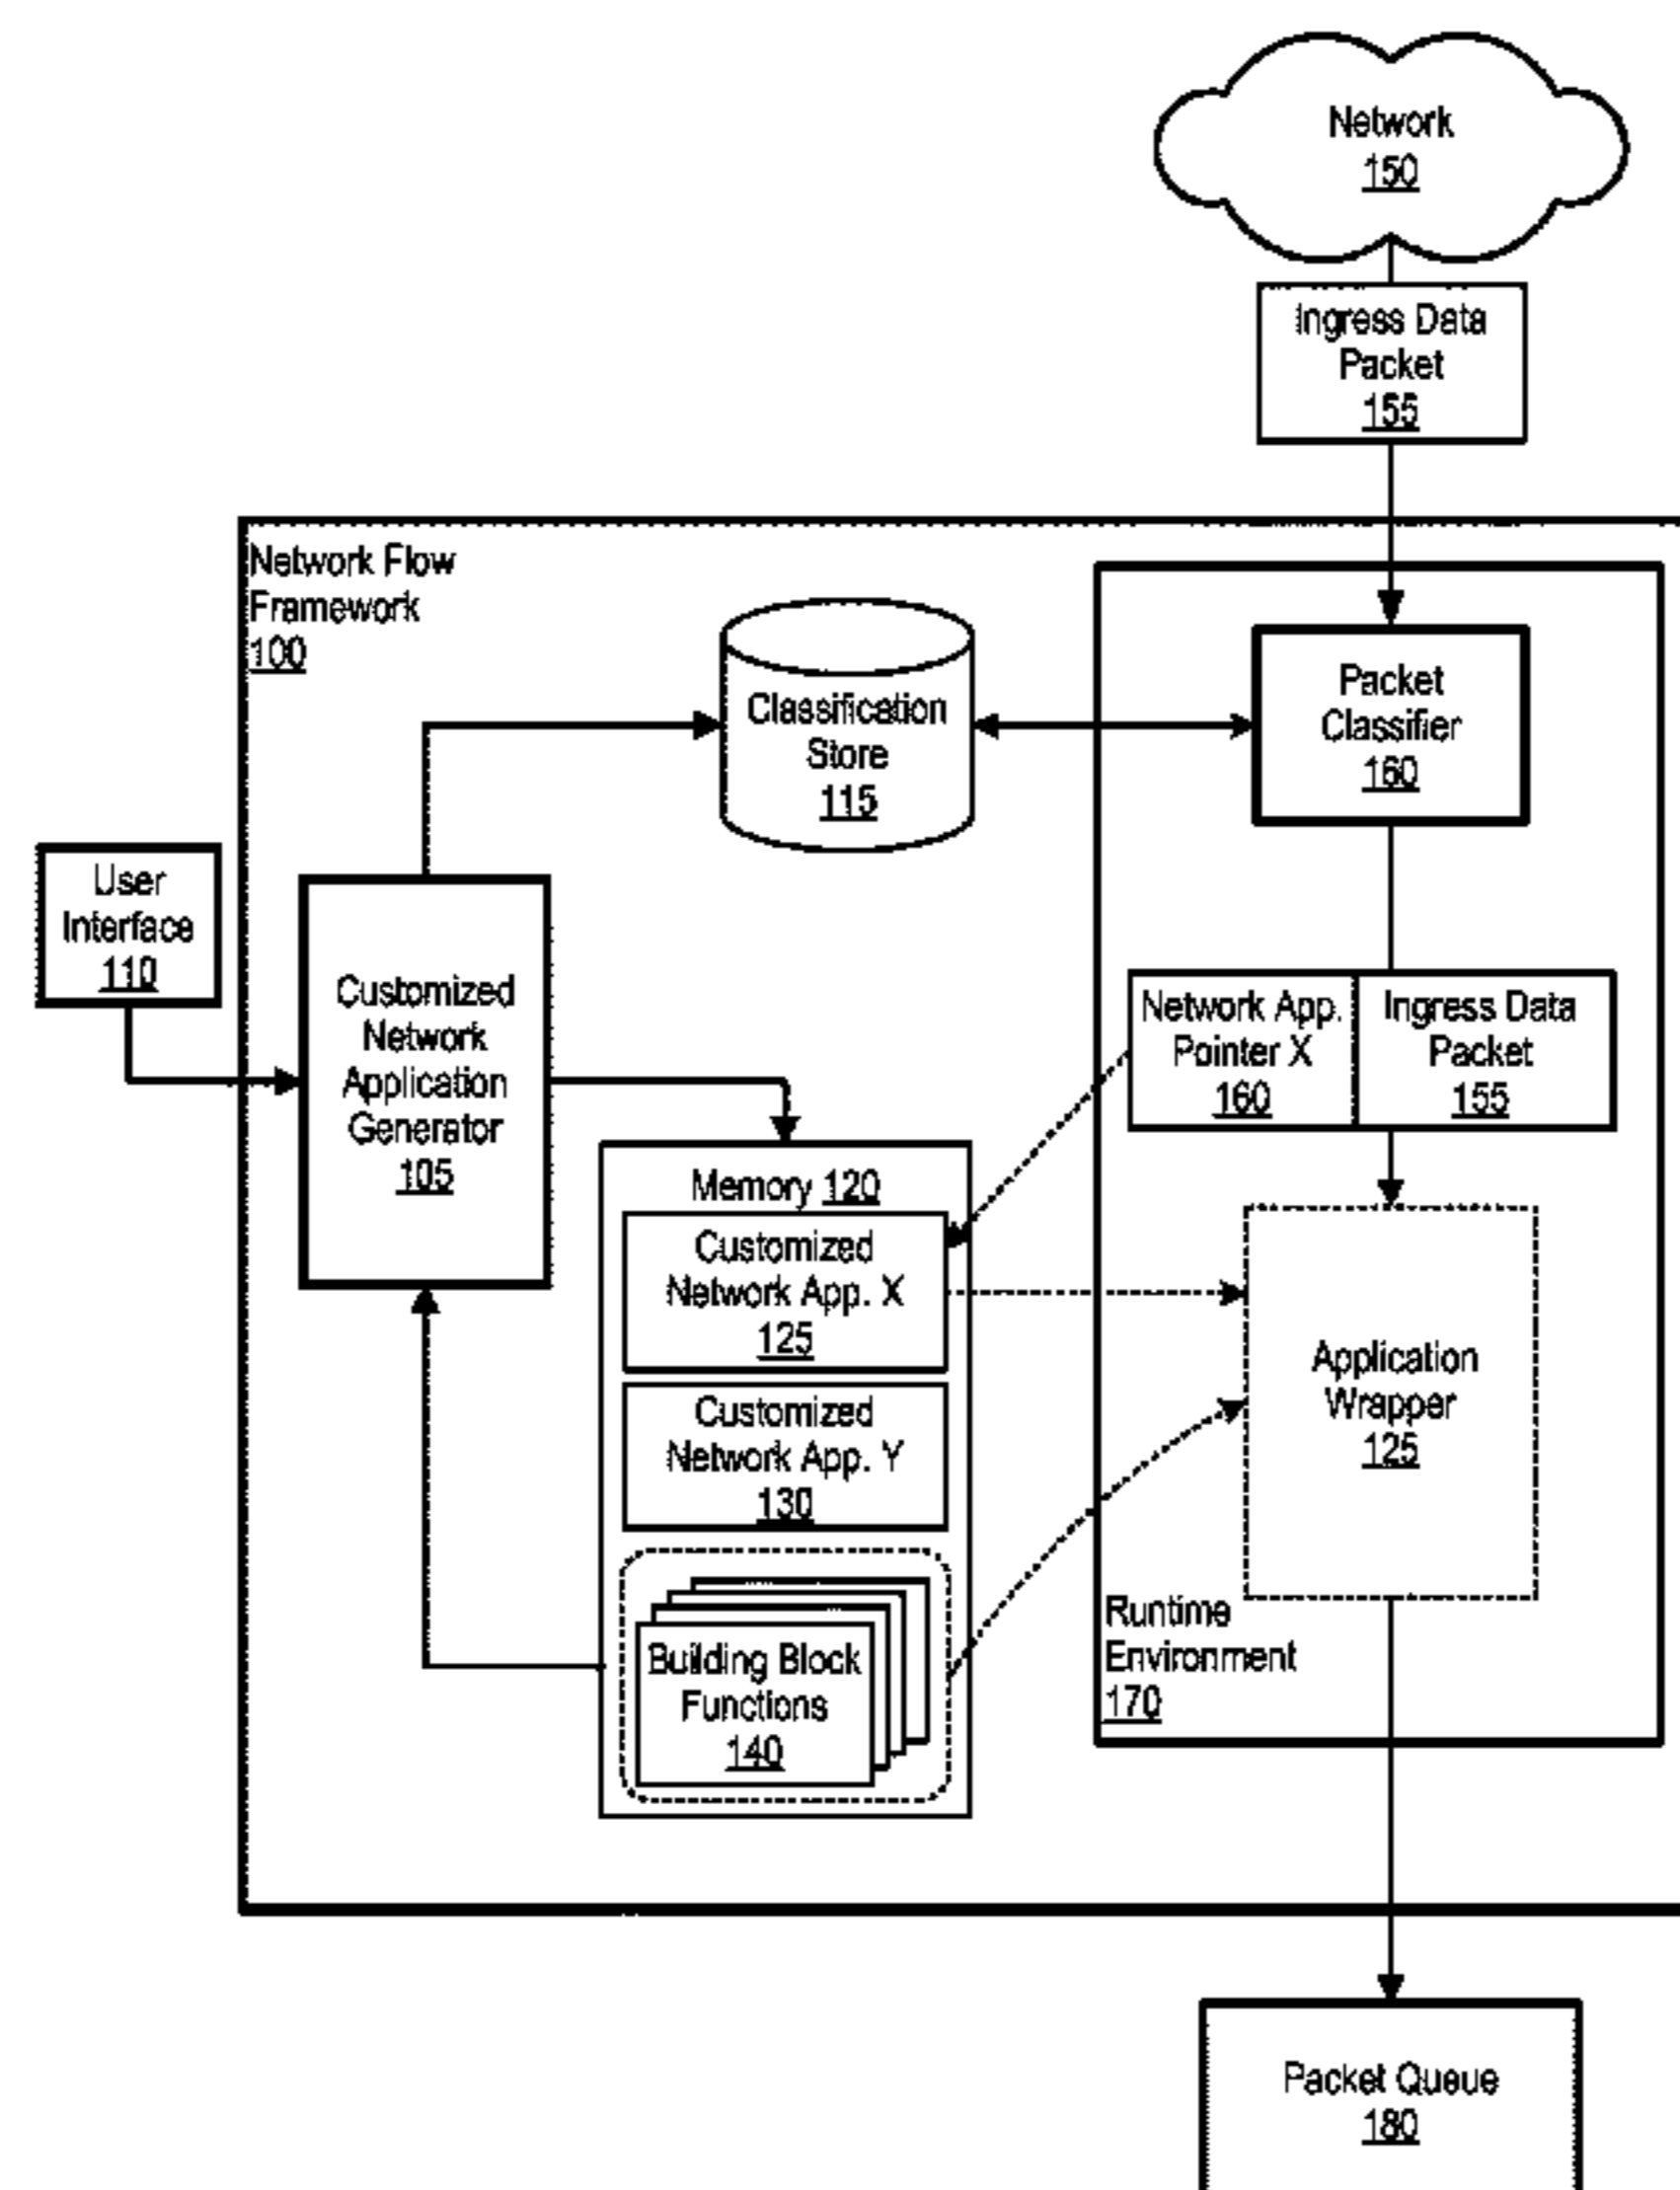 Network
150
Ingress Data
Packet
155
Network Flow
Framework
100
Classification
Store
115
Packet
Classifier
160
User
Interface
110
Customized
Network
Application
Generator
105
Network App.
Pointer X
160
Ingress Data
Packet
155
Memory 120
Customized
Network App. X
125
Customized
Network App. Y
130
Building Block
Functions
140
Application
Wrapper
125
Runtime
Environment
170
Packet Queue
180